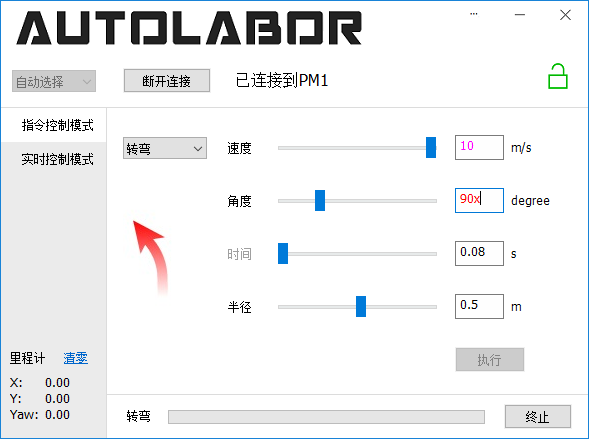 AUTOLABOR
自动选择 断开连接 已连接到PM1
指令控制模式
实时控制模式
转弯 速度 10 m/s
角度 90x degree
时间 0.08 s
半径 0.5 m
执行
里程计 清零
X: 0.00
Y: 0.00
Yaw: 0.00
转弯 终止